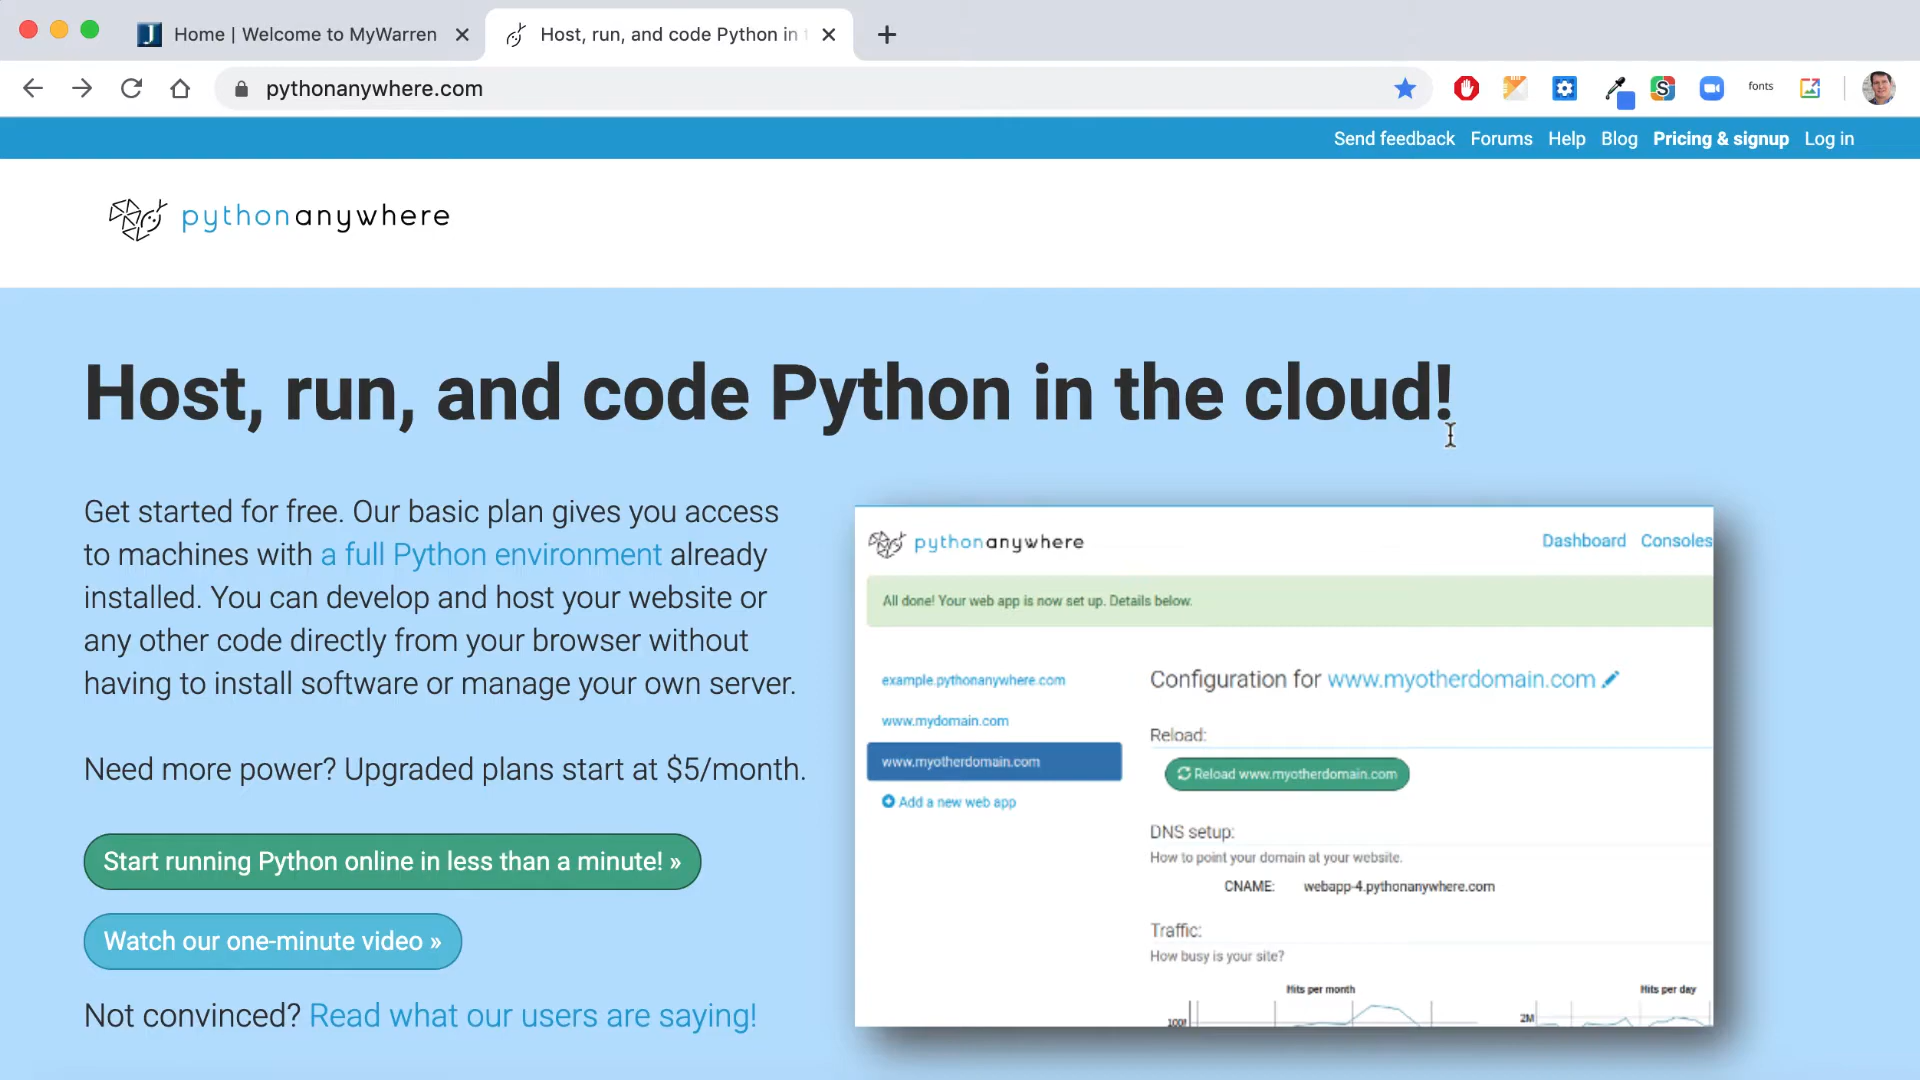 Home | Welcome to MyWarren
Host, run, and code Python in
pythonanywhere.com
fonts
Send feedback Forums Help Blog Pricing & signup Log in
pythonanywhere
Host, run, and code Python in the cloud!
Get started for free. Our basic plan gives you access
to machines with a full Python environment already
installed. You can develop and host your website or
any other code directly from your browser without
having to install software or manage your own server.
Need more power? Upgraded plans start at $5/month.
Start running Python online in less than a minute! »
Watch our one-minute video »
Not convinced? Read what our users are saying!
pythonanywhere
Dashboard Consoles
All done! Your web app is now set up. Details below.
example.pythonanywhere.com
www.mydomain.com
www.myotherdomain.com
Add a new web app
Configuration for www.myotherdomain.com
Reload:
Reload www.myotherdomain.com
DNS setup:
How to point your domain at your website.
CNAME: webapp-4.pythonanywhere.com
Traffic:
How busy is your site?
Hits per month Hits per day
2M